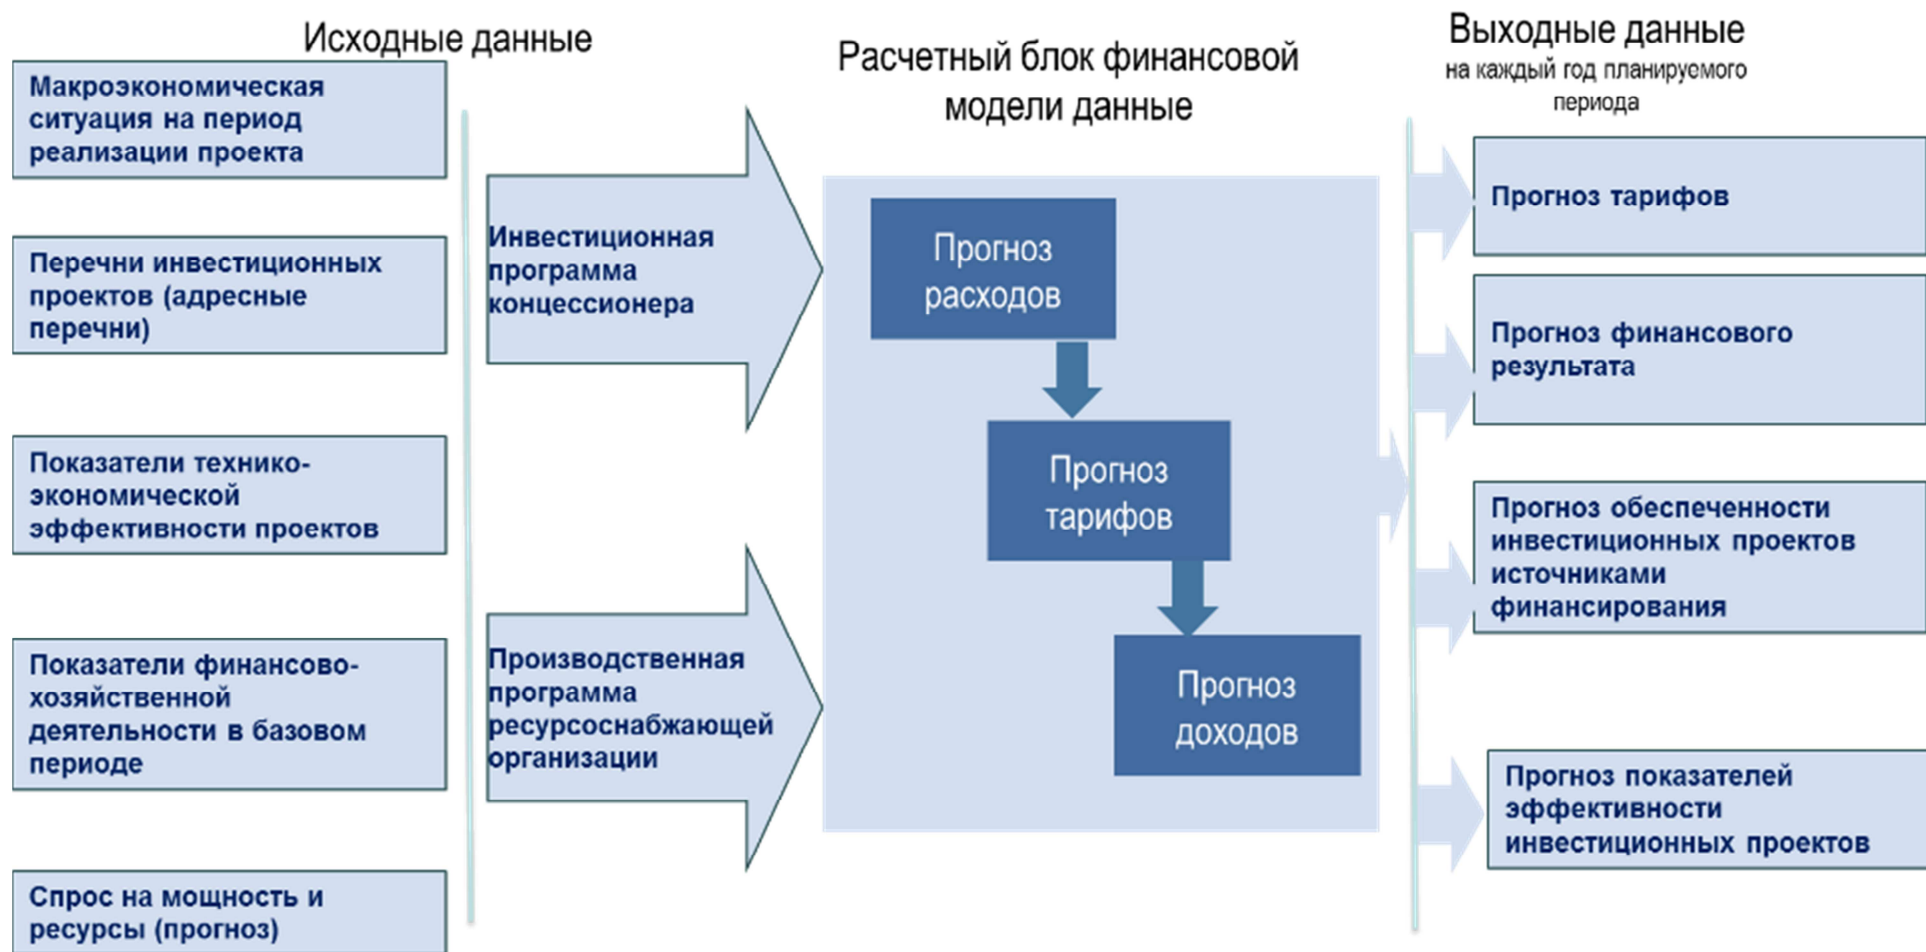 Исходные данные
Макроэкономическая
ситуация на период
реализации проекта
Перечни инвестиционных
проектов (адресные
перечни)
Показатели технико-
экономической
эффективности проектов
Показатели финансово-
хозяйственной
деятельности в базовом
периоде
Спрос на мощность и
ресурсы (прогноз)
Инвестиционная
программа
концессионера
Производственная
программа
ресурсоснабжающей
организации
Расчетный блок финансовой
модели данные
Прогноз
расходов
Прогноз
тарифов
Прогноз
доходов
Выходные данные
на каждый год планируемого
периода
Прогноз тарифов
Прогноз финансового
результата
Прогноз обеспеченности
инвестиционных проектов
источниками
финансирования
Прогноз показателей
эффективности
инвестиционных проектов